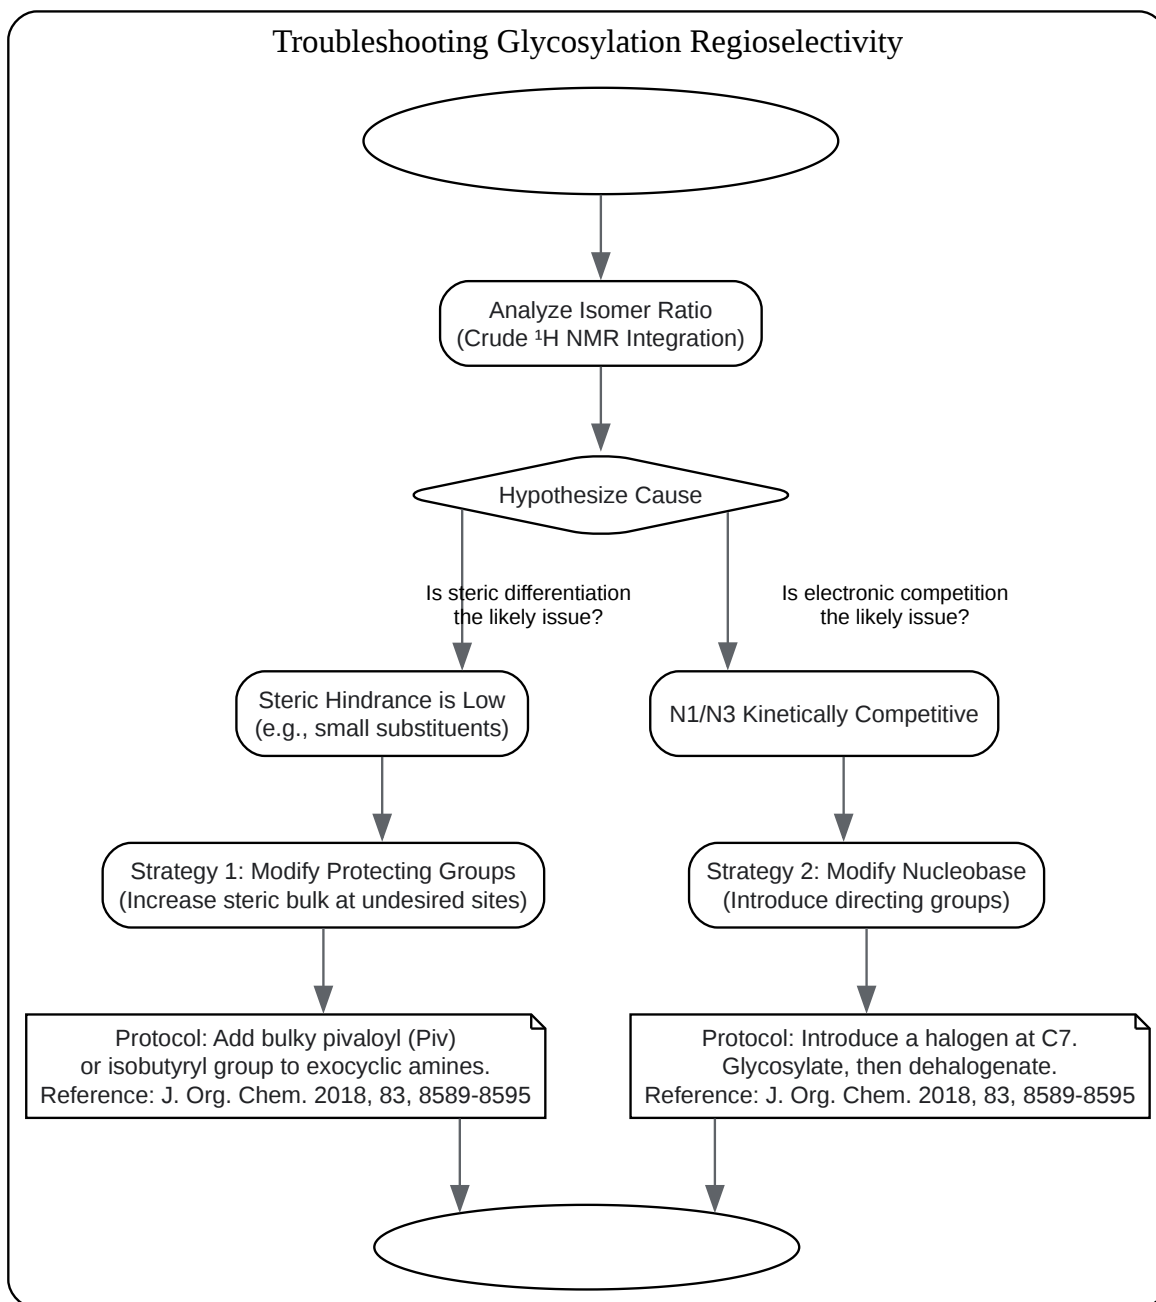 Troubleshooting Glycosylation Regioselectivity
Analyze Isomer Ratio
(Crude ¹H NMR Integration)
Hypothesize Cause
Is steric differentiation
the likely issue?
Is electronic competition
the likely issue?
Steric Hindrance is Low
(e.g., small substituents)
N1/N3 Kinetically Competitive
Strategy 1: Modify Protecting Groups
(Increase steric bulk at undesired sites)
Strategy 2: Modify Nucleobase
(Introduce directing groups)
Protocol: Add bulky pivaloyl (Piv)
or isobutyryl group to exocyclic amines.
Reference: J. Org. Chem. 2018, 83, 8589-8595
Protocol: Introduce a halogen at C7.
Glycosylate, then dehalogenate.
Reference: J. Org. Chem. 2018, 83, 8589-8595